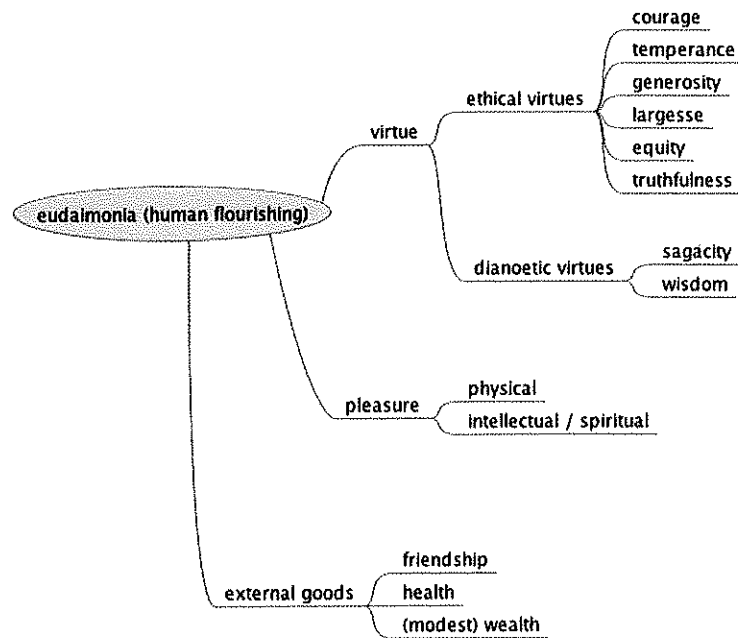 eudaimonia (human flourishing)
virtue
ethical virtues
courage
temperance
generosity
largesse
equity
truthfulness
dianoetic virtues
sagacity
wisdom
pleasure
physical
intellectual / spiritual
external goods
friendship
health
(modest) wealth